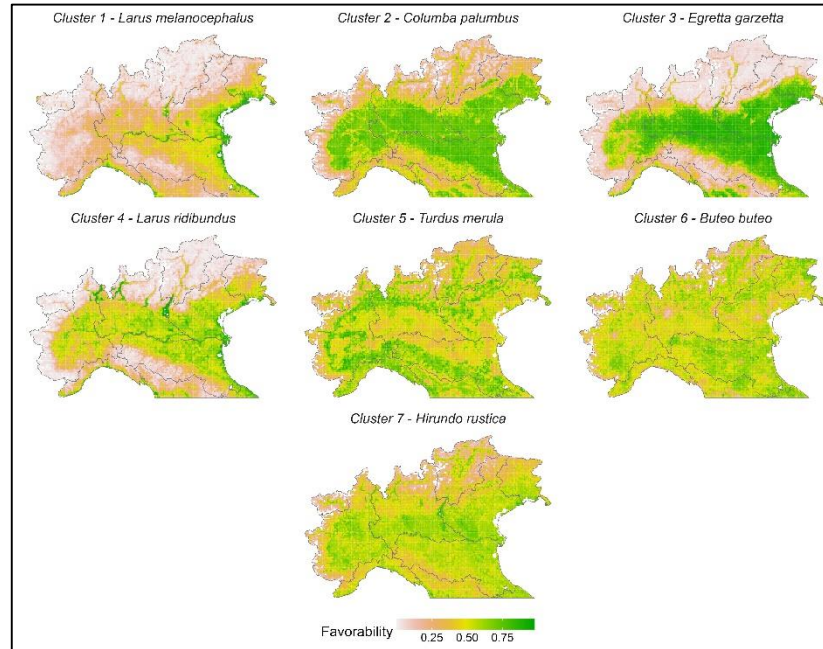 Cluster 1 - Larus melanocephalus
Cluster 2 - Columba palumbus
Cluster 3 - Egretta garzetta
Cluster 4 - Larus ridibundus
Cluster 5 - Turdus merula
Cluster 6 - Buteo buteo
Cluster 7 - Hirundo rustica
Favorability
0.25 0.50 0.75